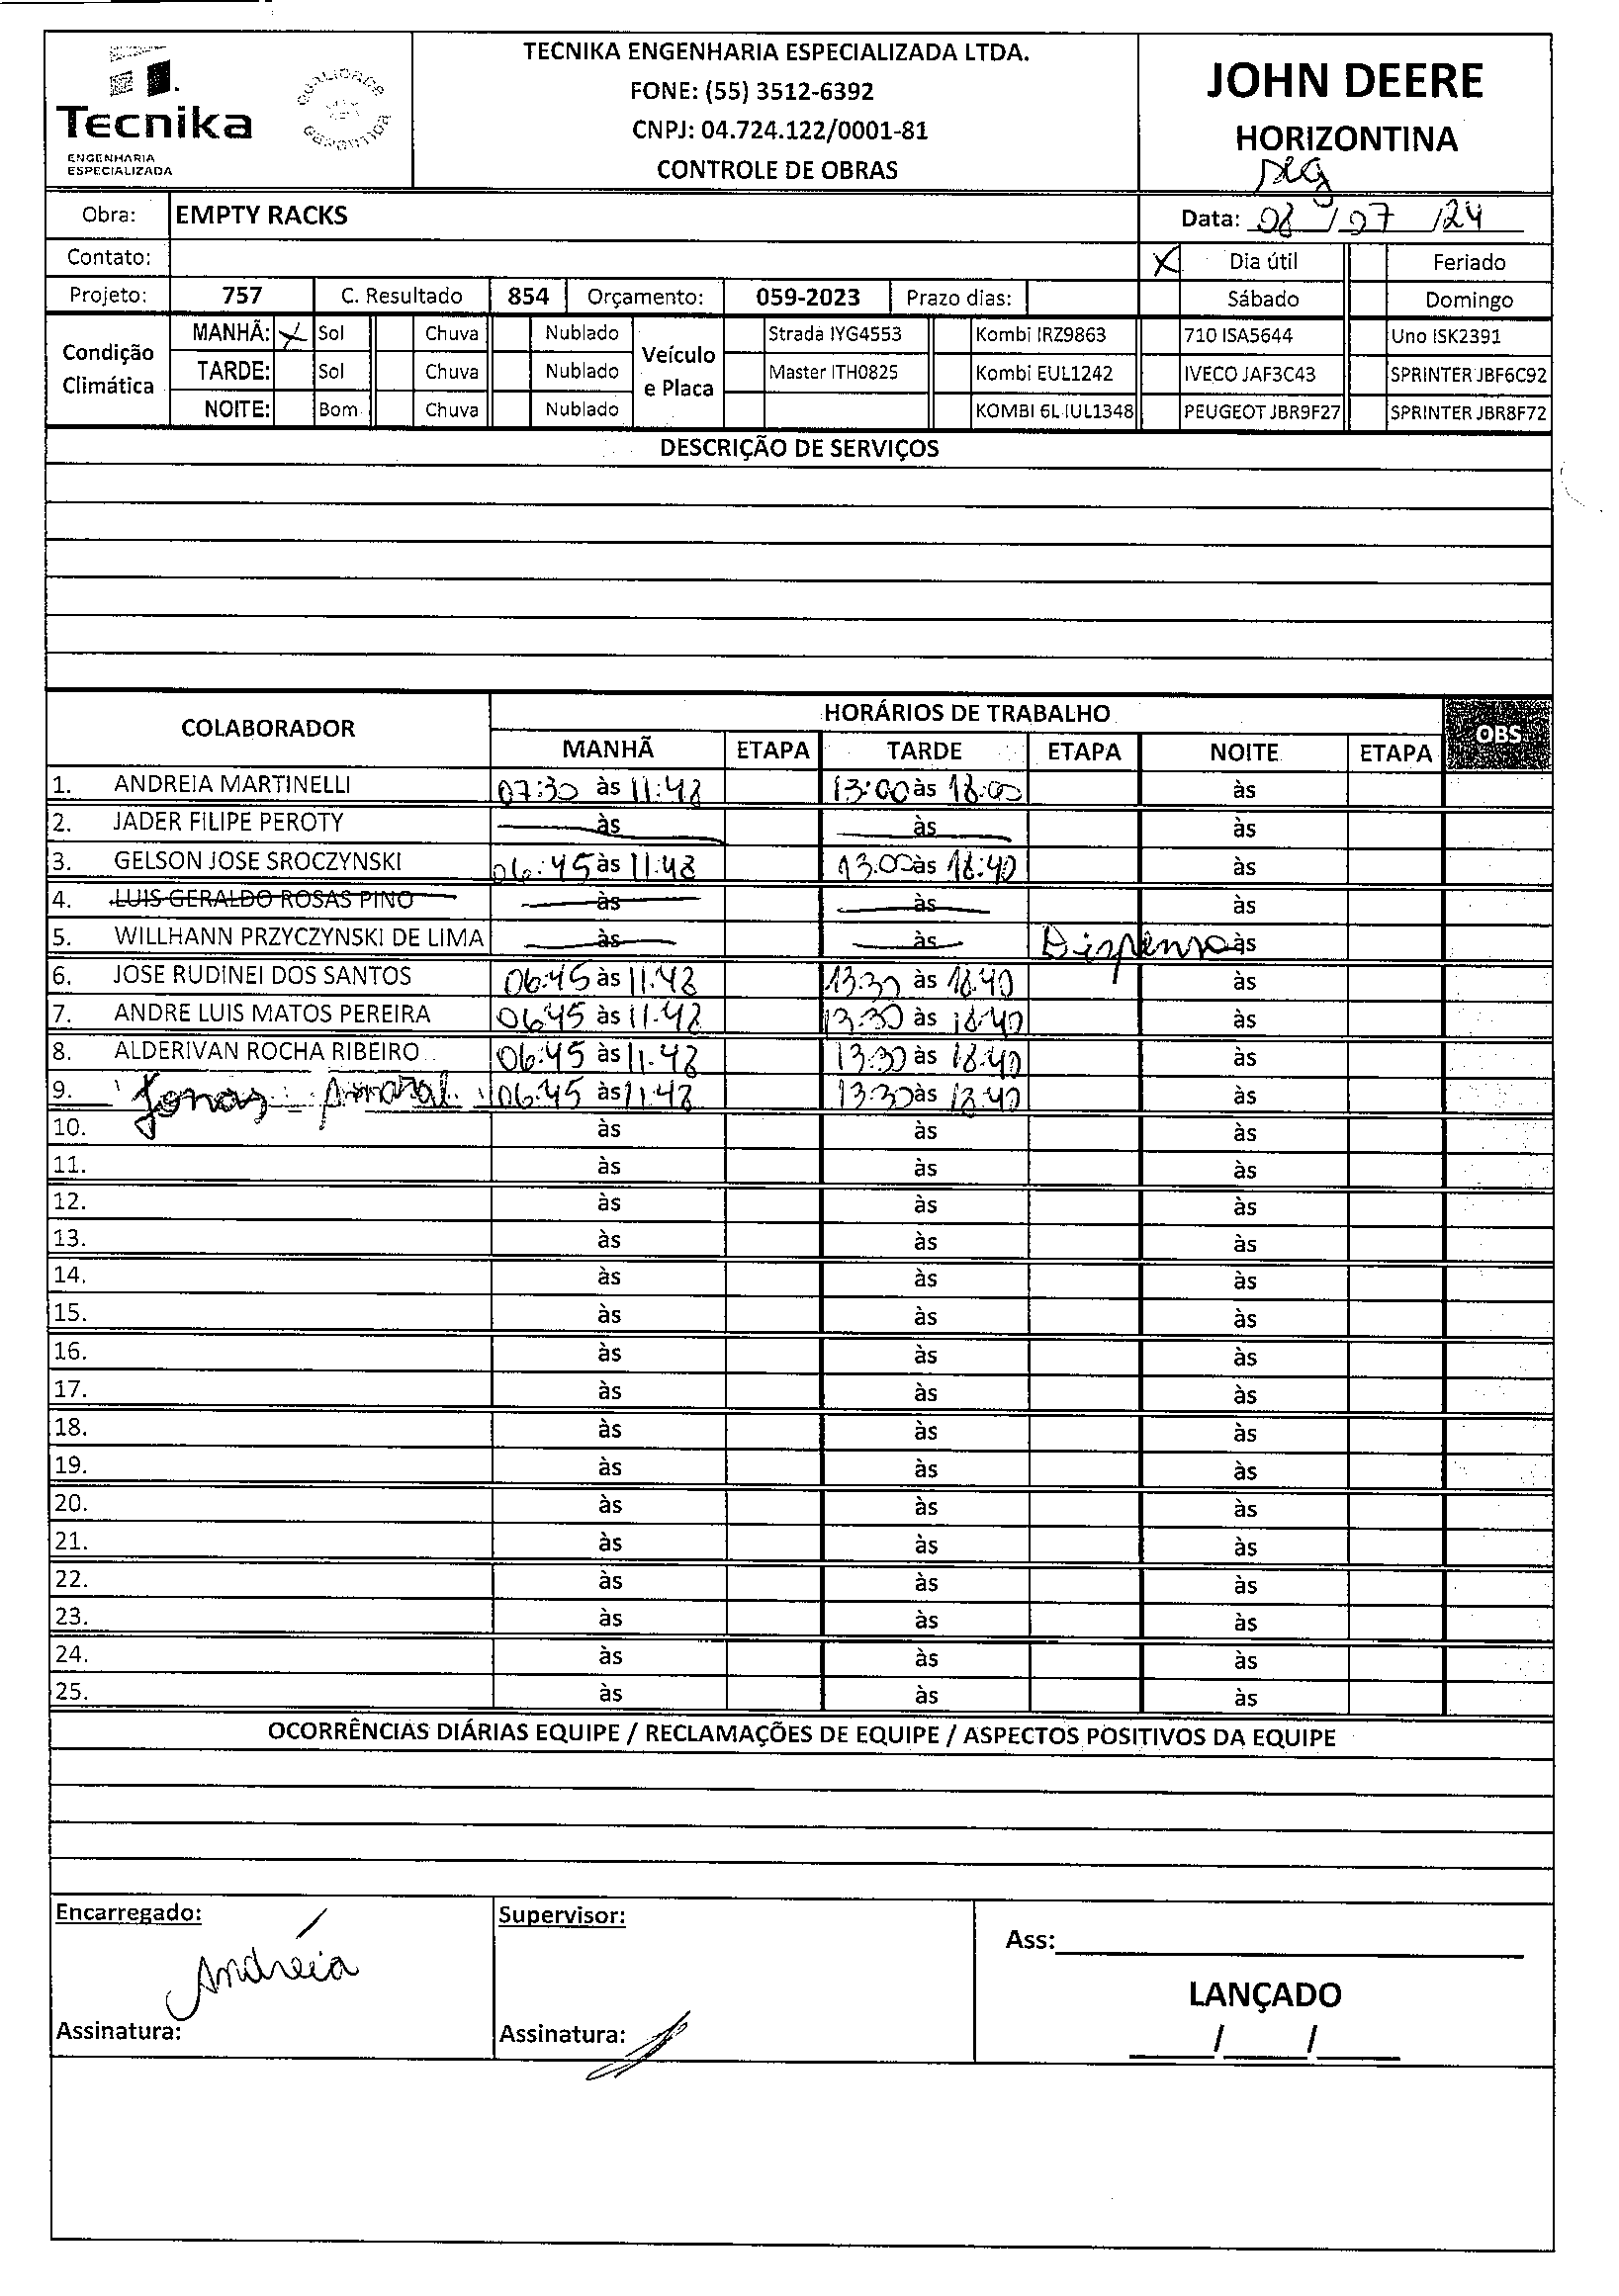 Tecnika
ENGENHARIA
ESPECIALIZADA
QUALIDADE
GARANTIDA
TECNIKA ENGENHARIA ESPECIALIZADA LTDA.
FONE: (55) 3512-6392
CNPJ: 04.724.122/0001-81
CONTROLE DE OBRAS
JOHN DEERE
HORIZONTINA
Obra: EMPTY RACKS Data: 08/07/24
Contato: X Dia útil Feriado
Projeto: 757 C. Resultado 854 Orçamento: 059-2023 Prazo dias: Sábado Domingo
Condição Climática
MANHÃ: X Sol Chuva Nublado
TARDE: Sol Chuva Nublado
NOITE: Bom Chuva Nublado
Veículo e Placa
Strada IYG4553 Kombi IRZ9863 710 ISA5644 Uno ISK2391
Master ITH0825 Kombi EUL1242 IVECO JAF3C43 SPRINTER JBF6C92
KOMBI 6L IUL1348 PEUGEOT JBR9F27 SPRINTER JBR8F72
DESCRIÇÃO DE SERVIÇOS
COLABORADOR HORÁRIOS DE TRABALHO OBS
MANHÃ ETAPA TARDE ETAPA NOITE ETAPA
1. ANDREIA MARTINELLI 07:30 às 11:48 13:00 às 18:00 às
2. JADER FILIPE PEROTY às às às
3. GELSON JOSE SROCZYNSKI 06:45 às 11:48 13:00 às 18:40 às
4. LUIS GERALDO ROSAS PINO às às às
5. WILLHANN PRZYCZYNSKI DE LIMA às às Dispensa às
6. JOSE RUDINEI DOS SANTOS 06:45 às 11:48 13:30 às 18:40 às
7. ANDRE LUIS MATOS PEREIRA 06:45 às 11:48 13:30 às 18:40 às
8. ALDERIVAN ROCHA RIBEIRO 06:45 às 11:48 13:30 às 18:40 às
9. Jonas Amaral 06:45 às 11:48 13:30 às 18:40 às
10. às às às
11. às às às
12. às às às
13. às às às
14. às às às
15. às às às
16. às às às
17. às às às
18. às às às
19. às às às
20. às às às
21. às às às
22. às às às
23. às às às
24. às às às
25. às às às
OCORRÊNCIAS DIÁRIAS EQUIPE / RECLAMAÇÕES DE EQUIPE / ASPECTOS POSITIVOS DA EQUIPE
Encarregado: Supervisor:
Ass:
Andréia
LANÇADO
Assinatura: Assinatura:
/ /